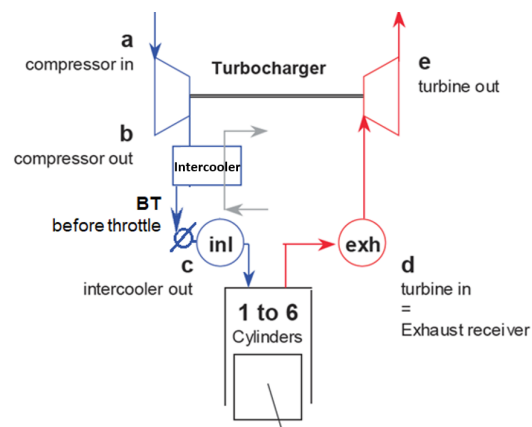 a
compressor in
Turbocharger
e
turbine out
b
compressor out
Intercooler
BT
before throttle
inl
exh
c
intercooler out
d
turbine in
=
Exhaust receiver
1 to 6
Cylinders